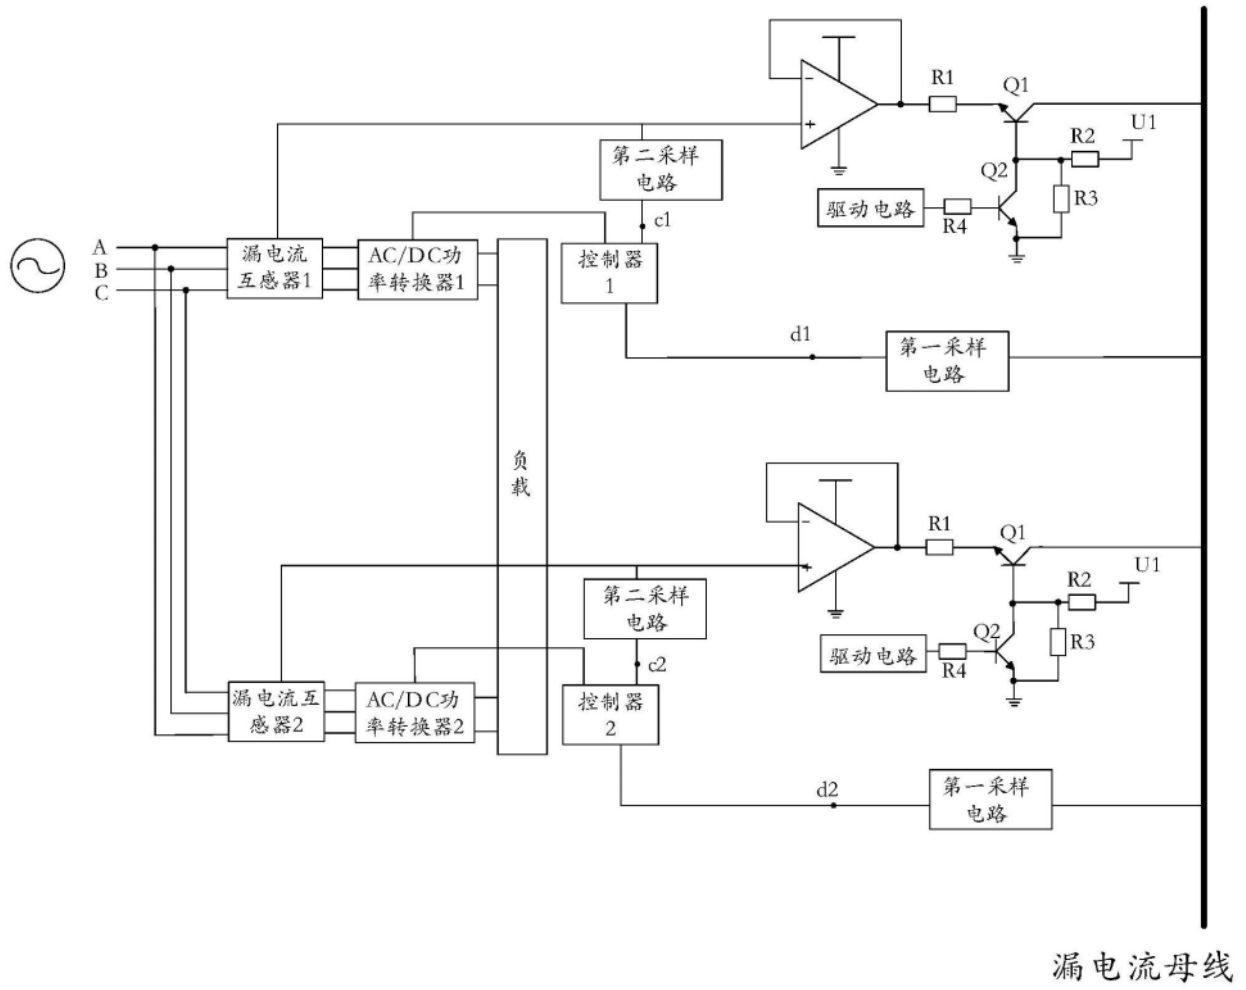 R1
Q1
U1
R2
第二采样
电路
Q2
驱动电路
R4
R3
c1
A
B
C
漏电流
互感器1
AC/DC功
率转换器1
控制器
1
d1
第一采样
电路
负
载
R1
Q1
U1
R2
第二采样
电路
Q2
驱动电路
R4
R3
c2
漏电流互
感器2
AC/DC功
率转换器2
控制器
2
d2
第一采样
电路
漏电流母线